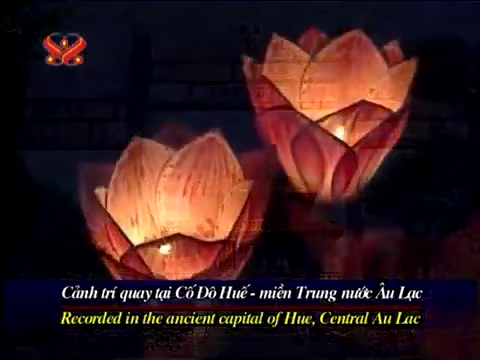 Cảnh trí quay tại Cố Đô Huế - miền Trung nước Âu Lạc
Recorded in the ancient capital of Hue, Central Au Lac